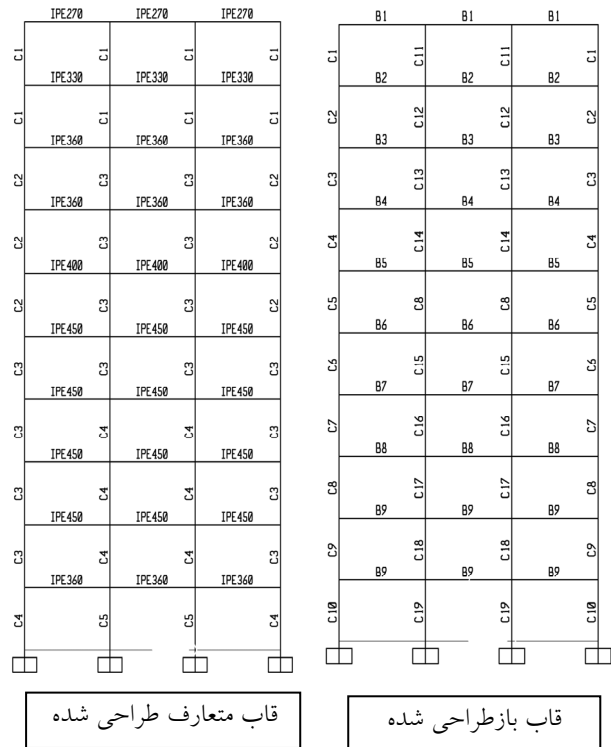 IPE270 IPE270 IPE270
C1 C1 C1 C1
IPE330 IPE330 IPE330
C1 C1 C1 C1
IPE360 IPE360 IPE360
C2 C3 C3 C2
IPE360 IPE360 IPE360
C2 C3 C3 C2
IPE400 IPE400 IPE400
C2 C3 C3 C2
IPE450 IPE450 IPE450
C3 C3 C3 C3
IPE450 IPE450 IPE450
C3 C4 C4 C3
IPE450 IPE450 IPE450
C3 C4 C4 C3
IPE450 IPE450 IPE450
C3 C4 C4 C3
IPE360 IPE360 IPE360
C4 C5 C5 C4
قاب متعارف طراحی شده
B1 B1 B1
C1 C11 C11 C1
B2 B2 B2
C2 C12 C12 C2
B3 B3 B3
C3 C13 C13 C3
B4 B4 B4
C4 C14 C14 C4
B5 B5 B5
C5 C8 C8 C5
B6 B6 B6
C6 C15 C15 C6
B7 B7 B7
C7 C16 C16 C7
B8 B8 B8
C8 C17 C17 C8
B9 B9 B9
C9 C18 C18 C9
B9 B9 B9
C10 C19 C19 C10
قاب بازطراحی شده